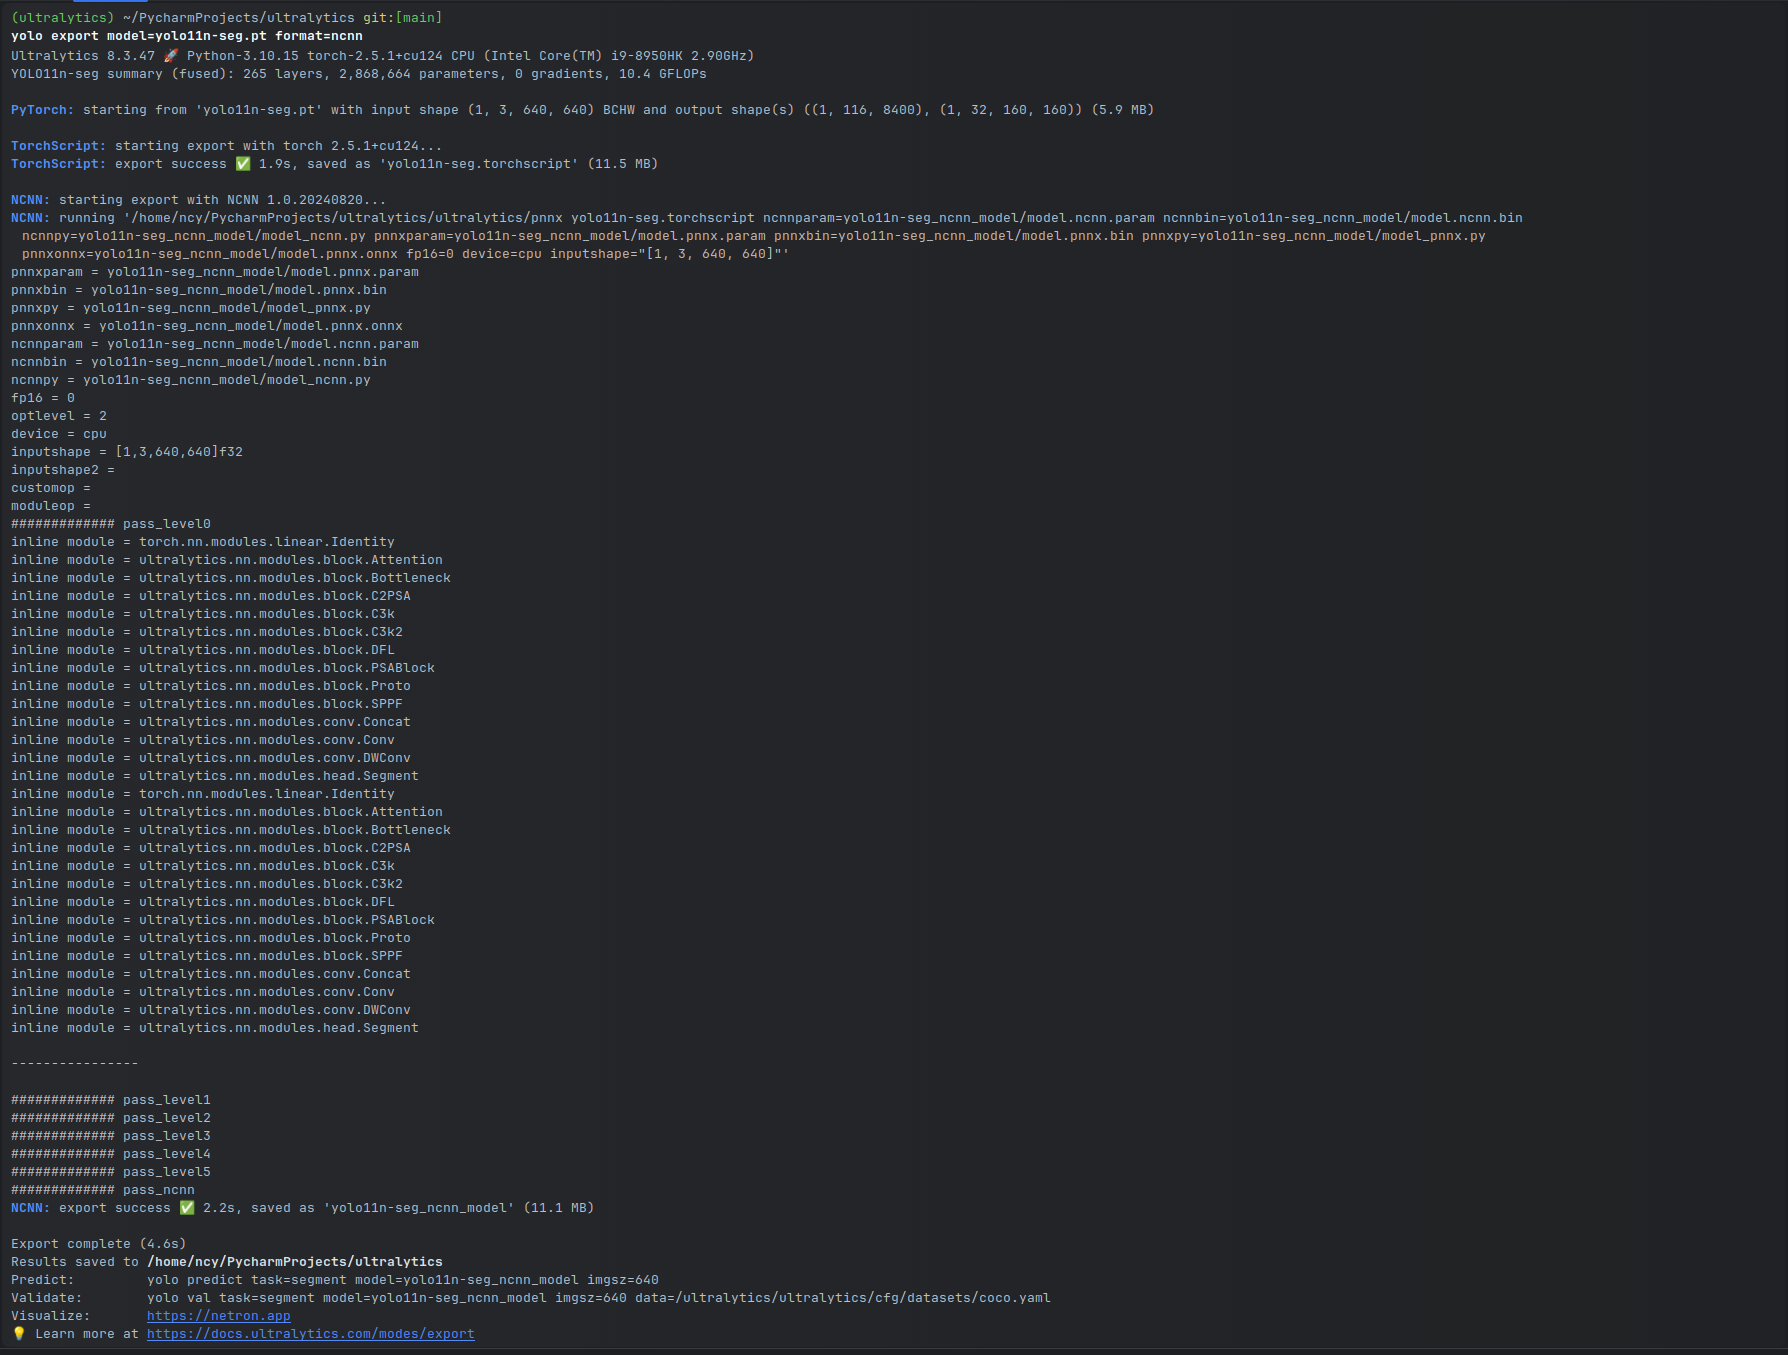 (ultralytics) ~/PycharmProjects/ultralytics git:[main]
yolo export model=yolo11n-seg.pt format=ncnn
Ultralytics 8.3.47 🚀 Python-3.10.15 torch-2.5.1+cu124 CPU (Intel Core(TM) i9-8950HK 2.90GHz)
YOLO11n-seg summary (fused): 265 layers, 2,868,664 parameters, 0 gradients, 10.4 GFLOPs
PyTorch: starting from 'yolo11n-seg.pt' with input shape (1, 3, 640, 640) BCHW and output shape(s) ((1, 116, 8400), (1, 32, 160, 160)) (5.9 MB)
TorchScript: starting export with torch 2.5.1+cu124...
TorchScript: export success ✅ 1.9s, saved as 'yolo11n-seg.torchscript' (11.5 MB)
NCNN: starting export with NCNN 1.0.20240820...
NCNN: running '/home/ncy/PycharmProjects/ultralytics/ultralytics/pnnx yolo11n-seg.torchscript ncnnparam=yolo11n-seg_ncnn_model/model.ncnn.param ncnnbin=yolo11n-seg_ncnn_model/model.ncnn.bin
ncnnpy=yolo11n-seg_ncnn_model/model_ncnn.py pnnxparam=yolo11n-seg_ncnn_model/model.pnnx.param pnnxbin=yolo11n-seg_ncnn_model/model.pnnx.bin pnnxpy=yolo11n-seg_ncnn_model/model_pnnx.py
pnnxonnx=yolo11n-seg_ncnn_model/model.pnnx.onnx fp16=0 device=cpu inputshape="[1, 3, 640, 640]"'
pnnxparam = yolo11n-seg_ncnn_model/model.pnnx.param
pnnxbin = yolo11n-seg_ncnn_model/model.pnnx.bin
pnnxpy = yolo11n-seg_ncnn_model/model_pnnx.py
pnnxonnx = yolo11n-seg_ncnn_model/model.pnnx.onnx
ncnnparam = yolo11n-seg_ncnn_model/model.ncnn.param
ncnnbin = yolo11n-seg_ncnn_model/model.ncnn.bin
ncnnpy = yolo11n-seg_ncnn_model/model_ncnn.py
fp16 = 0
optlevel = 2
device = cpu
inputshape = [1,3,640,640]f32
inputshape2 =
customop =
moduleop =
############# pass_level0
inline module = torch.nn.modules.linear.Identity
inline module = ultralytics.nn.modules.block.Attention
inline module = ultralytics.nn.modules.block.Bottleneck
inline module = ultralytics.nn.modules.block.C2PSA
inline module = ultralytics.nn.modules.block.C3k
inline module = ultralytics.nn.modules.block.C3k2
inline module = ultralytics.nn.modules.block.DFL
inline module = ultralytics.nn.modules.block.PSABlock
inline module = ultralytics.nn.modules.block.Proto
inline module = ultralytics.nn.modules.block.SPPF
inline module = ultralytics.nn.modules.conv.Concat
inline module = ultralytics.nn.modules.conv.Conv
inline module = ultralytics.nn.modules.conv.DWConv
inline module = ultralytics.nn.modules.head.Segment
inline module = torch.nn.modules.linear.Identity
inline module = ultralytics.nn.modules.block.Attention
inline module = ultralytics.nn.modules.block.Bottleneck
inline module = ultralytics.nn.modules.block.C2PSA
inline module = ultralytics.nn.modules.block.C3k
inline module = ultralytics.nn.modules.block.C3k2
inline module = ultralytics.nn.modules.block.DFL
inline module = ultralytics.nn.modules.block.PSABlock
inline module = ultralytics.nn.modules.block.Proto
inline module = ultralytics.nn.modules.block.SPPF
inline module = ultralytics.nn.modules.conv.Concat
inline module = ultralytics.nn.modules.conv.Conv
inline module = ultralytics.nn.modules.conv.DWConv
inline module = ultralytics.nn.modules.head.Segment
----------------
############# pass_level1
############# pass_level2
############# pass_level3
############# pass_level4
############# pass_level5
############# pass_ncnn
NCNN: export success ✅ 2.2s, saved as 'yolo11n-seg_ncnn_model' (11.1 MB)
Export complete (4.6s)
Results saved to /home/ncy/PycharmProjects/ultralytics
Predict:         yolo predict task=segment model=yolo11n-seg_ncnn_model imgsz=640
Validate:        yolo val task=segment model=yolo11n-seg_ncnn_model imgsz=640 data=/ultralytics/ultralytics/cfg/datasets/coco.yaml
Visualize:       https://netron.app
💡 Learn more at https://docs.ultralytics.com/modes/export